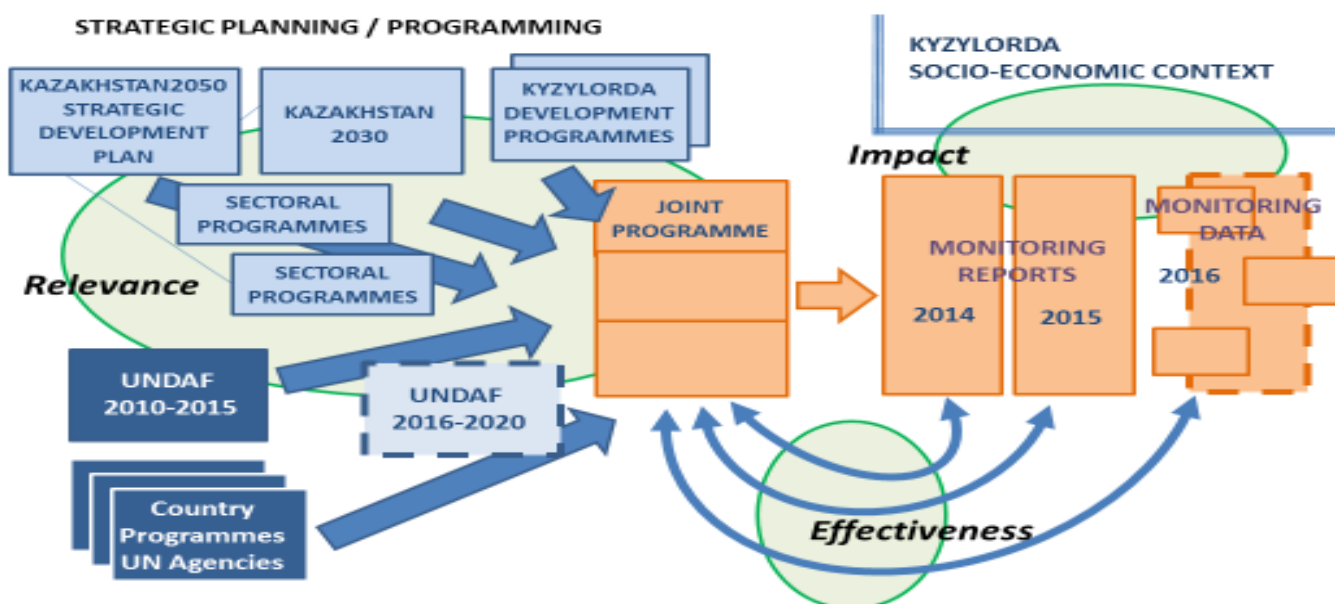 STRATEGIC PLANNING / PROGRAMMING
KYZYLORDA
SOCIO-ECONOMIC CONTEXT
KAZAKHSTAN2050
STRATEGIC
DEVELOPMENT
PLAN
KAZAKHSTAN
2030
KYZYLORDA
DEVELOPMENT
PROGRAMMES
Impact
SECTORAL
PROGRAMMES
JOINT
PROGRAMME
MONITORING
REPORTS
2014
2015
MONITORING
DATA
2016
SECTORAL
PROGRAMMES
Relevance
UNDAF
2010-2015
UNDAF
2016-2020
Country
Programmes
UN Agencies
Effectiveness